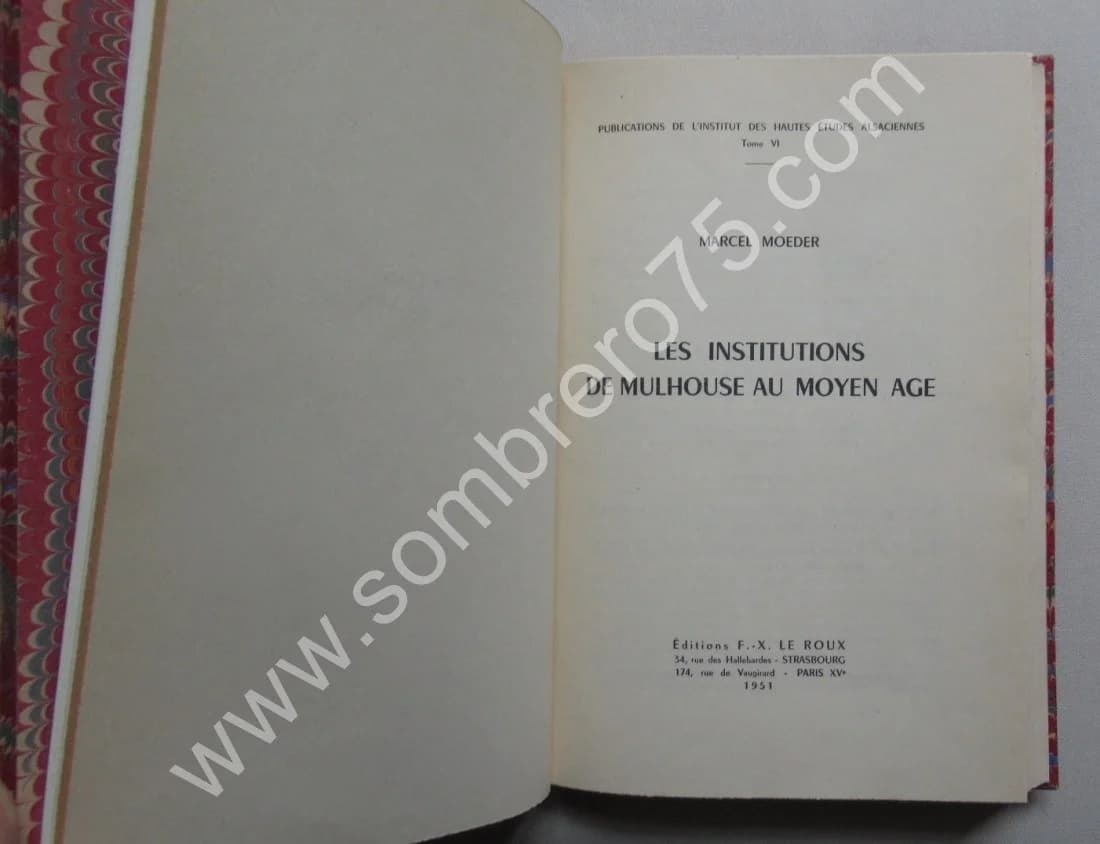 PUBLICATIONS DE L'INSTITUT DES HAUTES ÉTUDES ALSACIENNES
Tome VI
MARCEL MOEDER
LES INSTITUTIONS
DE MULHOUSE AU MOYEN AGE
Éditions F.-X. LE ROUX
34, rue des Hallebardes - STRASBOURG
174, rue de Vaugirard - PARIS XVe
1951
www.sombrero75.com